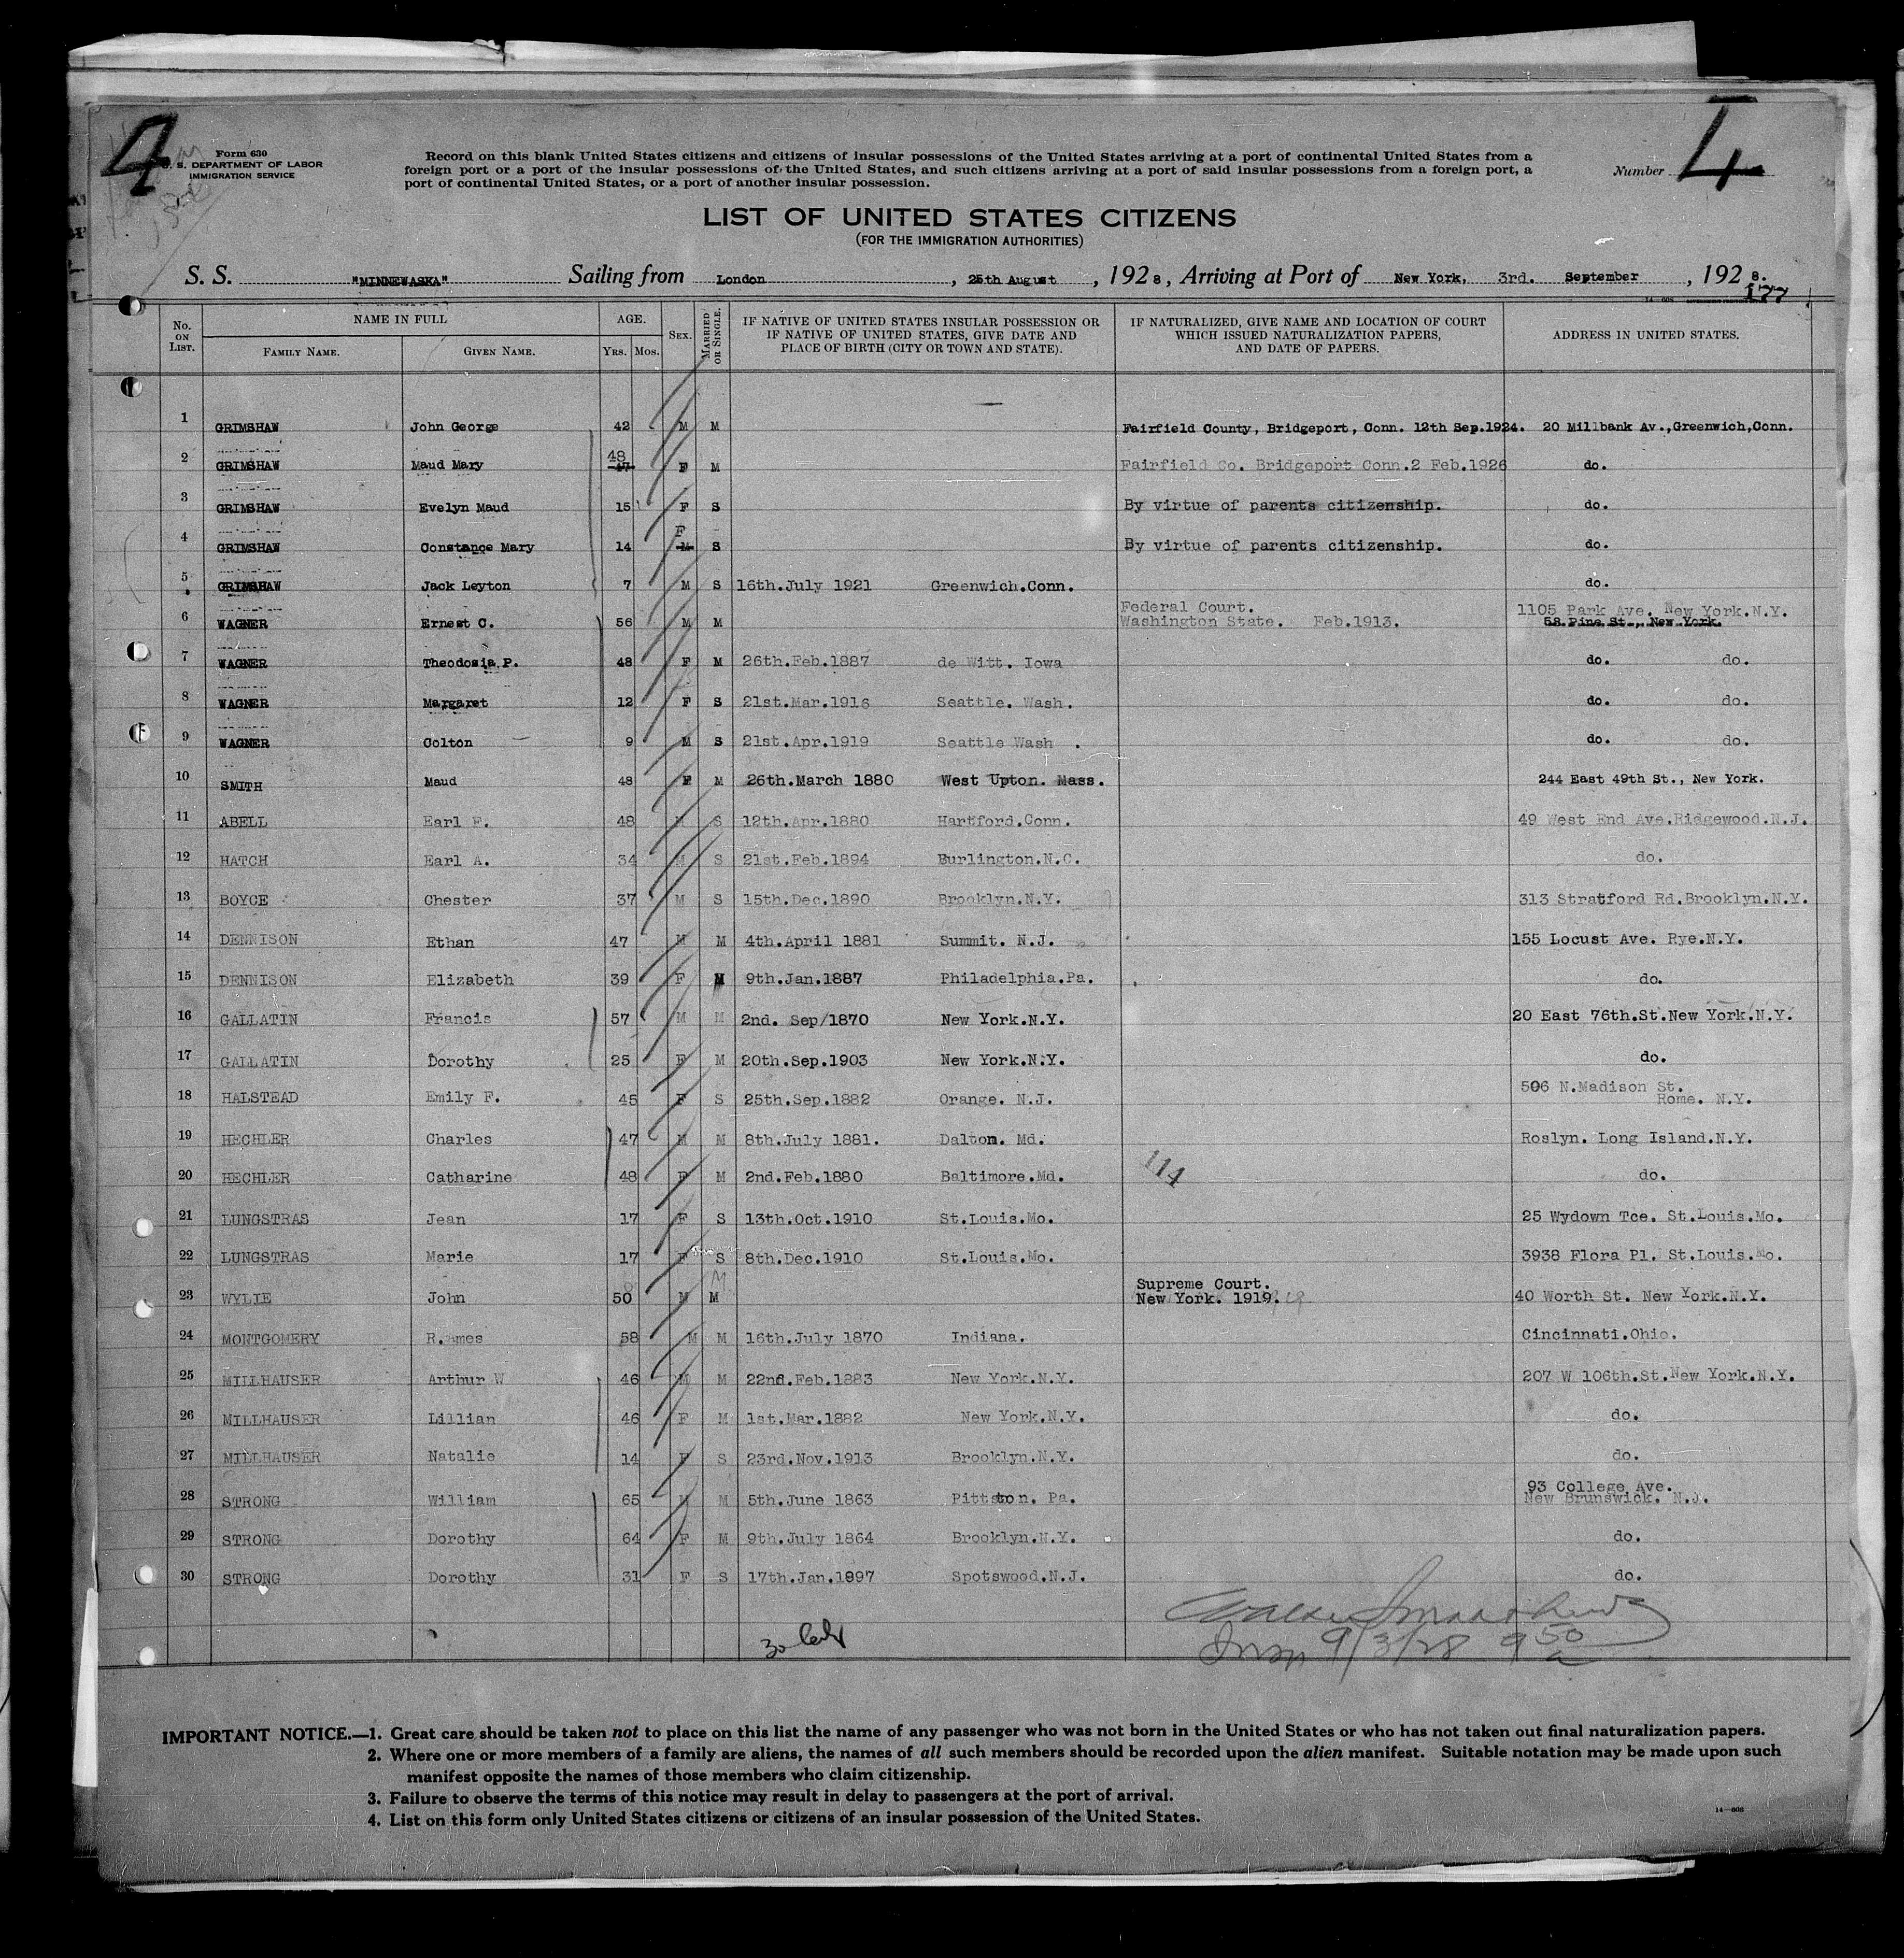 4
Form 630
U. S. DEPARTMENT OF LABOR
IMMIGRATION SERVICE
Record on this blank United States citizens and citizens of insular possessions of the United States arriving at a port of continental United States from a
foreign port or a port of the insular possessions of the United States, and such citizens arriving at a port of said insular possessions from a foreign port, a
port of continental United States, or a port of another insular possession.
Number 4
LIST OF UNITED STATES CITIZENS
(FOR THE IMMIGRATION AUTHORITIES)
S. S. "MINNEWASKA" Sailing from London, 25th August, 1928, Arriving at Port of New York, 3rd. September, 1928.
14-608
177
No. ON LIST. NAME IN FULL AGE. SEX. MARRIED OR SINGLE. IF NATIVE OF UNITED STATES INSULAR POSSESSION OR IF NATIVE OF UNITED STATES, GIVE DATE AND PLACE OF BIRTH (CITY OR TOWN AND STATE). IF NATURALIZED, GIVE NAME AND LOCATION OF COURT WHICH ISSUED NATURALIZATION PAPERS, AND DATE OF PAPERS. ADDRESS IN UNITED STATES.
FAMILY NAME. GIVEN NAME. YRS. MOS.
1 GRIMSHAW John George 42 M M Fairfield County, Bridgeport, Conn. 12th Sep.1924. 20 Millbank Av.,Greenwich,Conn.
2 GRIMSHAW Maud Mary 48 47 F M Fairfield Co. Bridgeport Conn.2 Feb.1926 do.
3 GRIMSHAW Evelyn Maud 15 F S By virtue of parents citizenship. do.
4 GRIMSHAW Constance Mary 14 F M S By virtue of parents citizenship. do.
5 GRIMSHAW Jack Leyton 7 M S 16th.July 1921 Greenwich.Conn. do.
6 WAGNER Ernest C. 56 M M Federal Court. Washington State. Feb.1913. 1105 Park Ave. New York.N.Y. 58 Pine St., New York.
7 WAGNER Theodosia P. 48 F M 26th.Feb.1887 de Witt. Iowa do. do.
8 WAGNER Margaret 12 F S 21st.Mar.1916 Seattle. Wash. do. do.
9 WAGNER Colton 9 M S 21st.Apr.1919 Seattle Wash . do. do.
10 SMITH Maud 48 F M 26th.March 1880 West Upton. Mass. 244 East 49th St., New York.
11 ABELL Earl F. 48 M S 12th.Apr.1880 Hartford.Conn. 49 West End Ave.Ridgewood.N.J.
12 HATCH Earl A. 34 M S 21st.Feb.1894 Burlington.N.C. do.
13 BOYCE Chester 37 M S 15th.Dec.1890 Brooklyn.N.Y. 313 Stratford Rd.Brooklyn.N.Y.
14 DENNISON Ethan 47 M M 4th.April 1881 Summit. N.J. 155 Locust Ave. Rye.N.Y.
15 DENNISON Elizabeth 39 F M 9th.Jan.1887 Philadelphia.Pa. do.
16 GALLATIN Francis 57 M M 2nd. Sep/1870 New York.N.Y. 20 East 76th.St.New York.N.Y.
17 GALLATIN Dorothy 25 F M 20th.Sep.1903 New York.N.Y. do.
18 HALSTEAD Emily F. 45 F S 25th.Sep.1882 Orange. N.J. 506 N.Madison St. Rome. N.Y.
19 HECHLER Charles 47 M M 8th.July 1881. Dalton. Md. Roslyn. Long Island.N.Y.
20 HECHLER Catharine 48 F M 2nd.Feb.1880 Baltimore.Md. 114 do.
21 LUNGSTRAS Jean 17 F S 13th.Oct.1910 St.Louis.Mo. 25 Wydown Tce. St.Louis.Mo.
22 LUNGSTRAS Marie 17 F S 8th.Dec.1910 St.Louis.Mo. 3938 Flora Pl. St.Louis.Mo.
23 WYLIE John 50 M M Supreme Court. New York. 1919. 40 Worth St. New York.N.Y.
24 MONTGOMERY R.Ames 58 M M 16th.July 1870 Indiana. Cincinnati.Ohio.
25 MILLHAUSER Arthur W 46 M M 22nd.Feb.1883 New York.N.Y. 207 W 106th.St.New York.N.Y.
26 MILLHAUSER Lillian 46 F M 1st.Mar.1882 New York.N.Y. do.
27 MILLHAUSER Natalie 14 F S 23rd.Nov.1913 Brooklyn.N.Y. do.
28 STRONG William 65 M M 5th.June 1863 Pittston. Pa. 93 College Ave. New Brunswick. N.J.
29 STRONG Dorothy 64 F M 9th.July 1864 Brooklyn.N.Y. do.
30 STRONG Dorothy 31 F S 17th.Jan.1897 Spotswood.N.J. do.
30
Insp 9/3/28 9 50 a
IMPORTANT NOTICE.—1. Great care should be taken not to place on this list the name of any passenger who was not born in the United States or who has not taken out final naturalization papers.
2. Where one or more members of a family are aliens, the names of all such members should be recorded upon the alien manifest. Suitable notation may be made upon such
manifest opposite the names of those members who claim citizenship.
3. Failure to observe the terms of this notice may result in delay to passengers at the port of arrival.
4. List on this form only United States citizens or citizens of an insular possession of the United States.
14—608